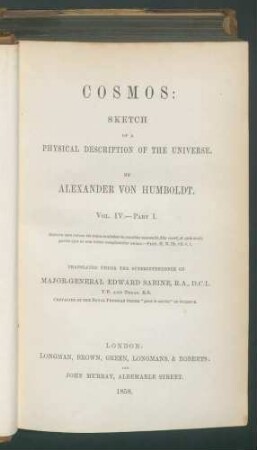 COSMOS:
SKETCH
OF A
PHYSICAL DESCRIPTION OF THE UNIVERSE.
BY
ALEXANDER VON HUMBOLDT.
VOL. IV.—PART I.
TRANSLATED UNDER THE SUPERINTENDENCE OF
MAJOR-GENERAL EDWARD SABINE, R.A., D.C.L.
V.P. AND TREAS. R.S.
LONDON:
LONGMAN, BROWN, GREEN, LONGMANS, & ROBERTS;
AND
JOHN MURRAY, ALBEMARLE STREET.
1858.